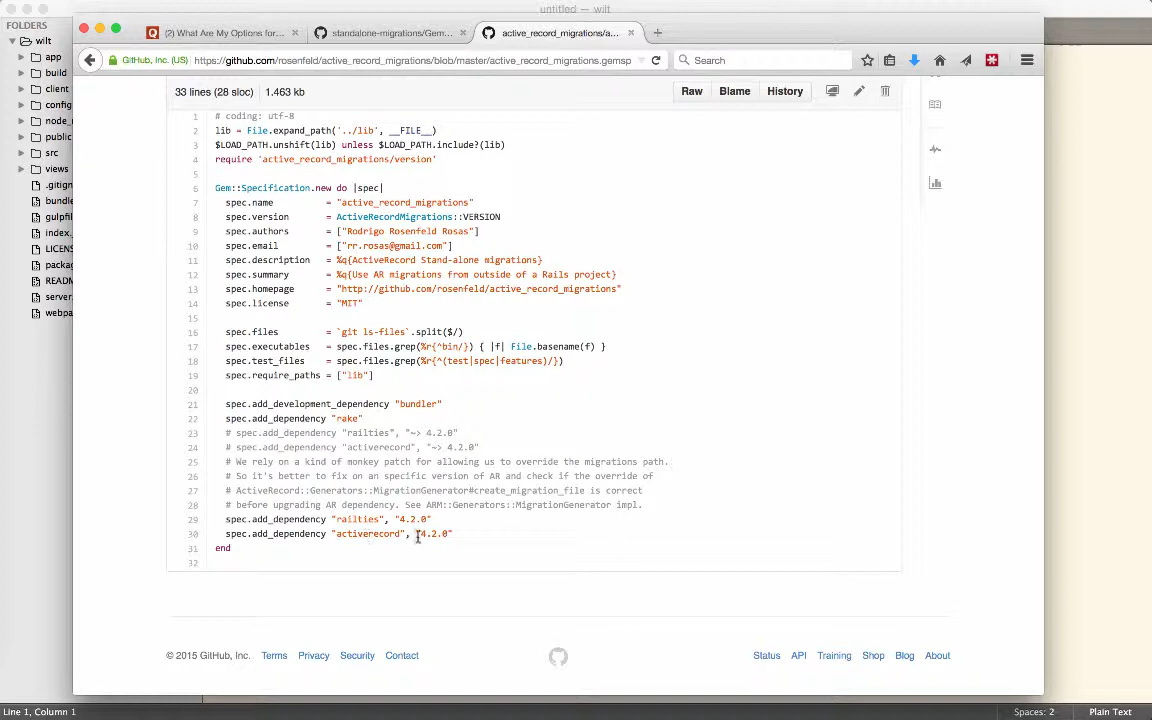 untitled — wilt
FOLDERS
wilt
app
build
client
config
node_
public
src
views
.gitign
bundle
gulpfil
index.
LICENS
packag
README
server.
webpa
(2) What Are My Options for...
standalone-migrations/Gem...
active_record_migrations/a...
GitHub, Inc. (US)
https://github.com/rosenfeld/active_record_migrations/blob/master/active_record_migrations.gemsp
Search
33 lines (28 sloc)
1.463 kb
Raw
Blame
History
1 # coding: utf-8
2 lib = File.expand_path('../lib', __FILE__)
3 $LOAD_PATH.unshift(lib) unless $LOAD_PATH.include?(lib)
4 require 'active_record_migrations/version'
5
6 Gem::Specification.new do |spec|
7 spec.name = "active_record_migrations"
8 spec.version = ActiveRecordMigrations::VERSION
9 spec.authors = ["Rodrigo Rosenfeld Rosas"]
10 spec.email = ["rr.rosas@gmail.com"]
11 spec.description = %q{ActiveRecord Stand-alone migrations}
12 spec.summary = %q{Use AR migrations from outside of a Rails project}
13 spec.homepage = "http://github.com/rosenfeld/active_record_migrations"
14 spec.license = "MIT"
15
16 spec.files = `git ls-files`.split($/)
17 spec.executables = spec.files.grep(%r{^bin/}) { |f| File.basename(f) }
18 spec.test_files = spec.files.grep(%r{^(test|spec|features)/})
19 spec.require_paths = ["lib"]
20
21 spec.add_development_dependency "bundler"
22 spec.add_dependency "rake"
23 # spec.add_dependency "railties", "~> 4.2.0"
24 # spec.add_dependency "activerecord", "~> 4.2.0"
25 # We rely on a kind of monkey patch for allowing us to override the migrations path.
26 # So it's better to fix on an specific version of AR and check if the override of
27 # ActiveRecord::Generators::MigrationGenerator#create_migration_file is correct
28 # before upgrading AR dependency. See ARM::Generators::MigrationGenerator impl.
29 spec.add_dependency "railties", "4.2.0"
30 spec.add_dependency "activerecord", "4.2.0"
31 end
32
© 2015 GitHub, Inc.
Terms
Privacy
Security
Contact
Status
API
Training
Shop
Blog
About
Line 1, Column 1
Spaces: 2
Plain Text